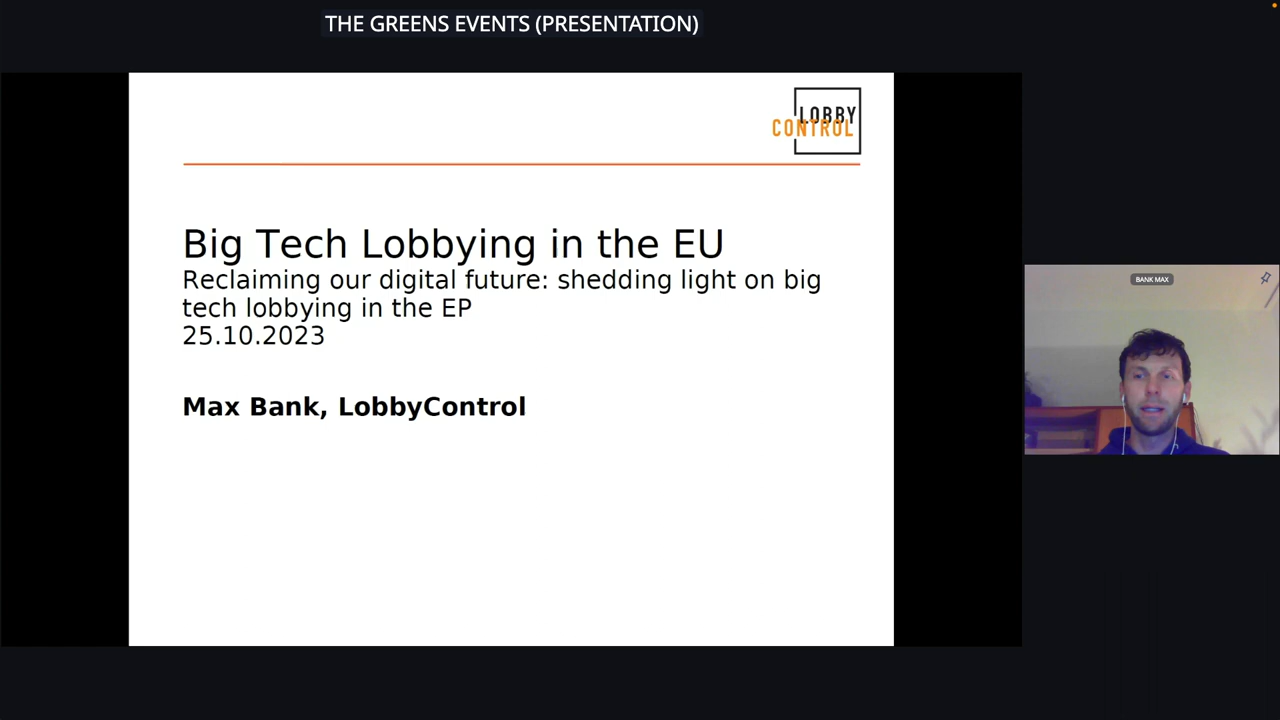 THE GREENS EVENTS (PRESENTATION)
LOBBY
CONTROL
Big Tech Lobbying in the EU
Reclaiming our digital future: shedding light on big
tech lobbying in the EP
25.10.2023
Max Bank, LobbyControl
BANK MAX